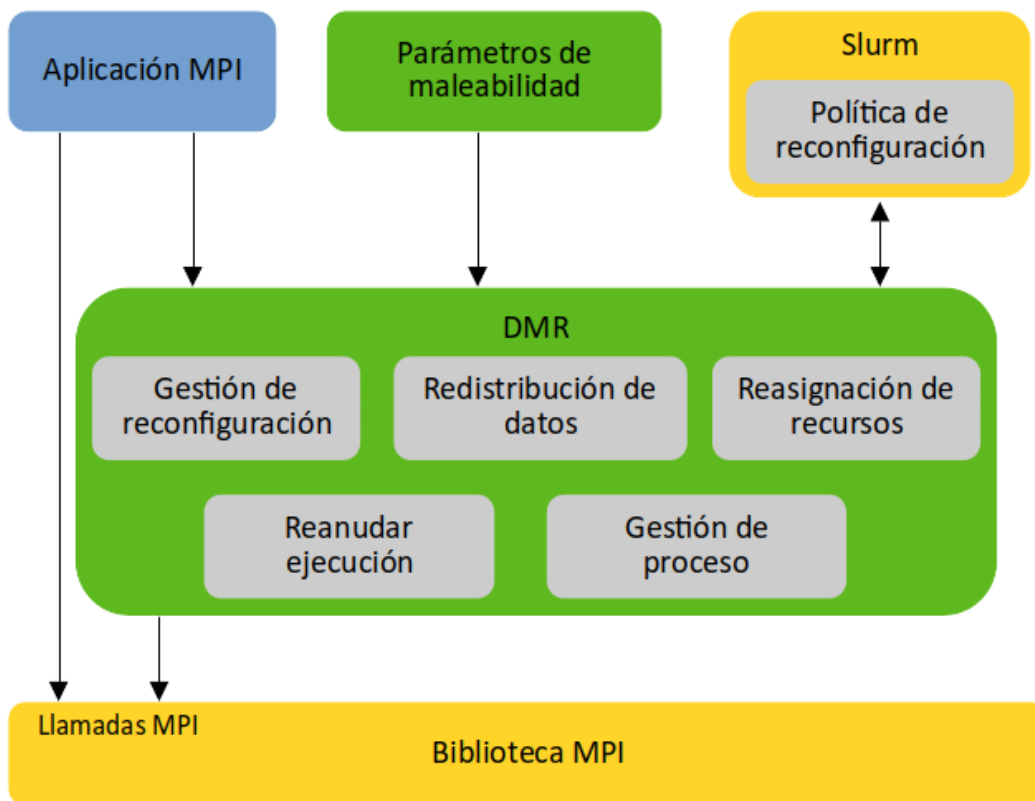 Aplicación MPI
Parámetros de
maleabilidad
Slurm
Política de
reconfiguración
DMR
Gestión de
reconfiguración
Redistribución de
datos
Reasignación de
recursos
Reanudar
ejecución
Gestión de
proceso
Llamadas MPI
Biblioteca MPI